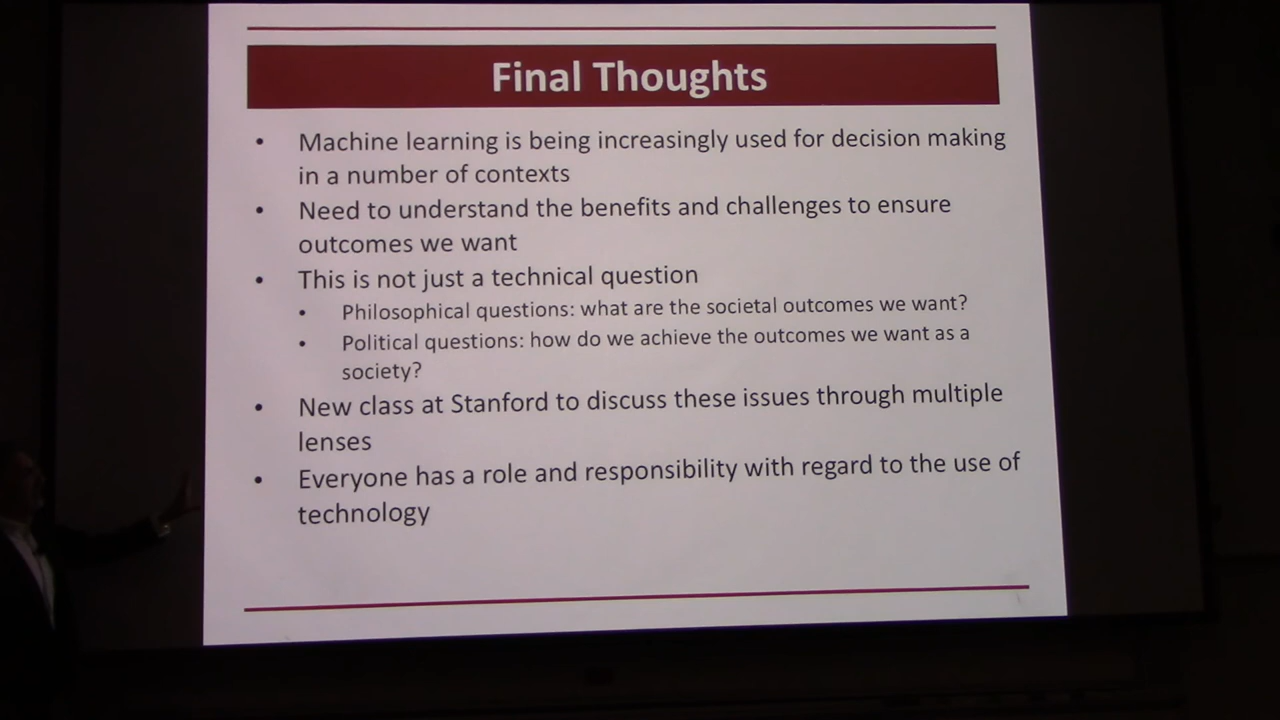 Final Thoughts
• Machine learning is being increasingly used for decision making
in a number of contexts
• Need to understand the benefits and challenges to ensure
outcomes we want
• This is not just a technical question
• Philosophical questions: what are the societal outcomes we want?
• Political questions: how do we achieve the outcomes we want as a
society?
• New class at Stanford to discuss these issues through multiple
lenses
• Everyone has a role and responsibility with regard to the use of
technology